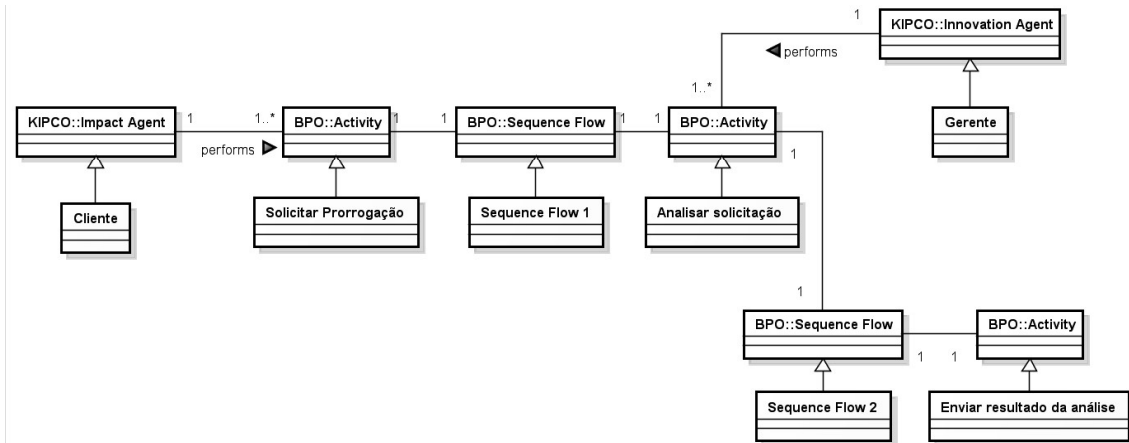 1
KIPCO::Innovation Agent
performs
1..*
KIPCO::Impact Agent
1
1..*
BPO::Activity
1
1
BPO::Sequence Flow
1
1
BPO::Activity
Gerente
performs
1
Cliente
Solicitar Prorrogação
Sequence Flow 1
Analisar solicitação
1
BPO::Sequence Flow
BPO::Activity
1
1
Sequence Flow 2
Enviar resultado da análise